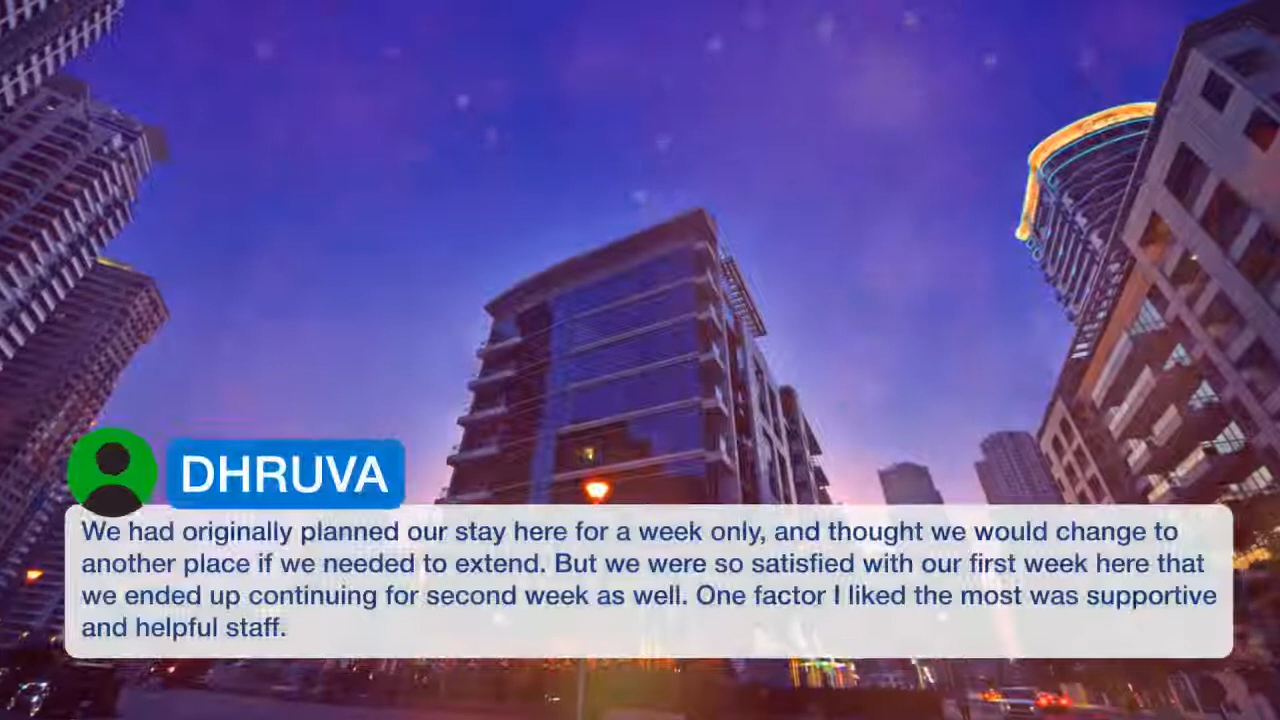 DHRUVA
We had originally planned our stay here for a week only, and thought we would change to
another place if we needed to extend. But we were so satisfied with our first week here that
we ended up continuing for second week as well. One factor I liked the most was supportive
and helpful staff.